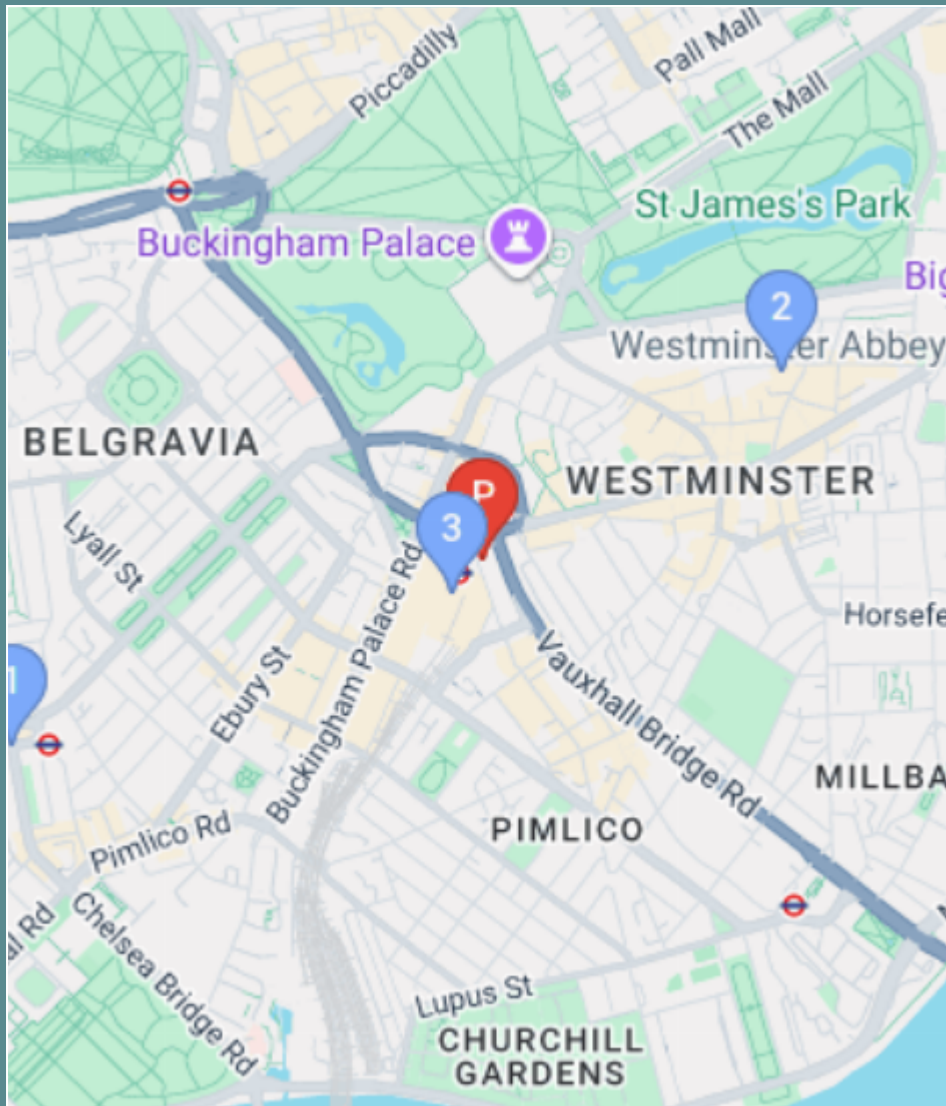 Piccadilly
Pall Mall
The Mall
St James's Park
Buckingham Palace
Big
2
Westminster Abbey
BELGRAVIA
WESTMINSTER
P
3
Lyall St
Buckingham Palace Rd
Horsefe
1
Ebury St
Vauxhall Bridge Rd
MILLBA
PIMLICO
Pimlico Rd
al Rd
Chelsea Bridge Rd
Lupus St
CHURCHILL
GARDENS